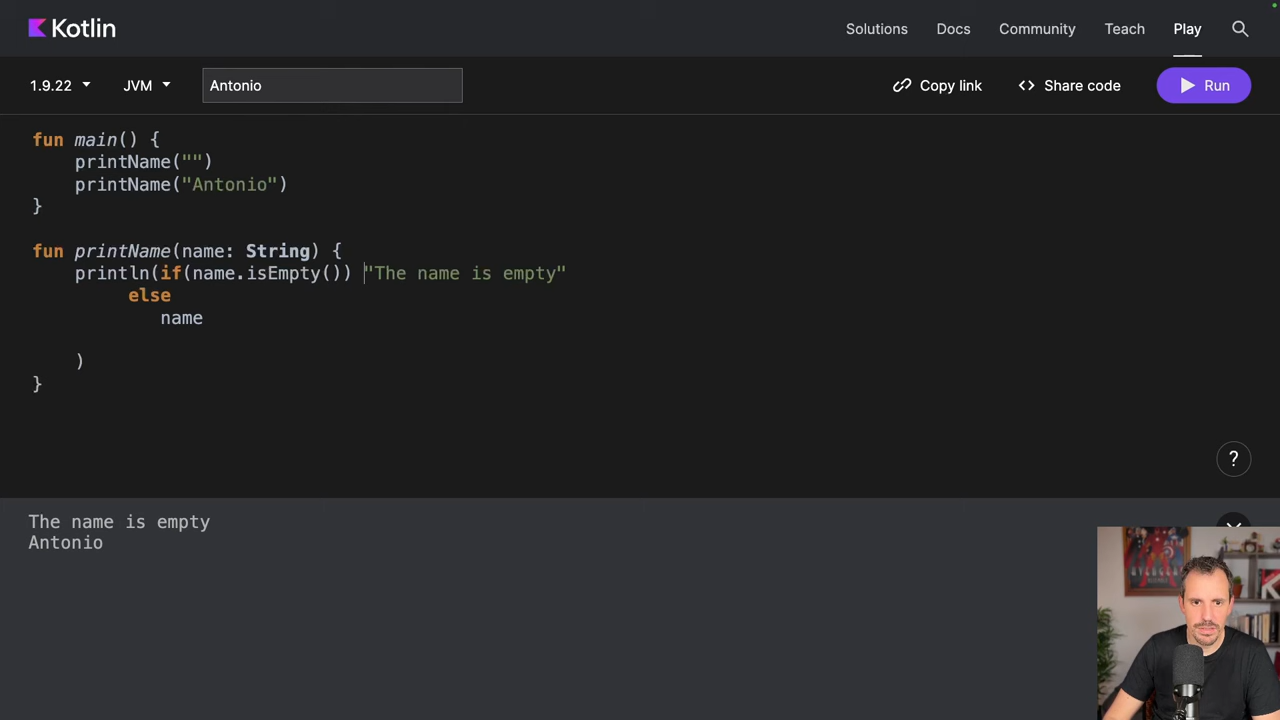 Kotlin
Solutions
Docs
Community
Teach
Play
1.9.22
JVM
Antonio
Copy link
Share code
Run
fun main() {
    printName("")
    printName("Antonio")
}
fun printName(name: String) {
    println(if(name.isEmpty()) "The name is empty"
         else
            name
    )
}
?
The name is empty
Antonio